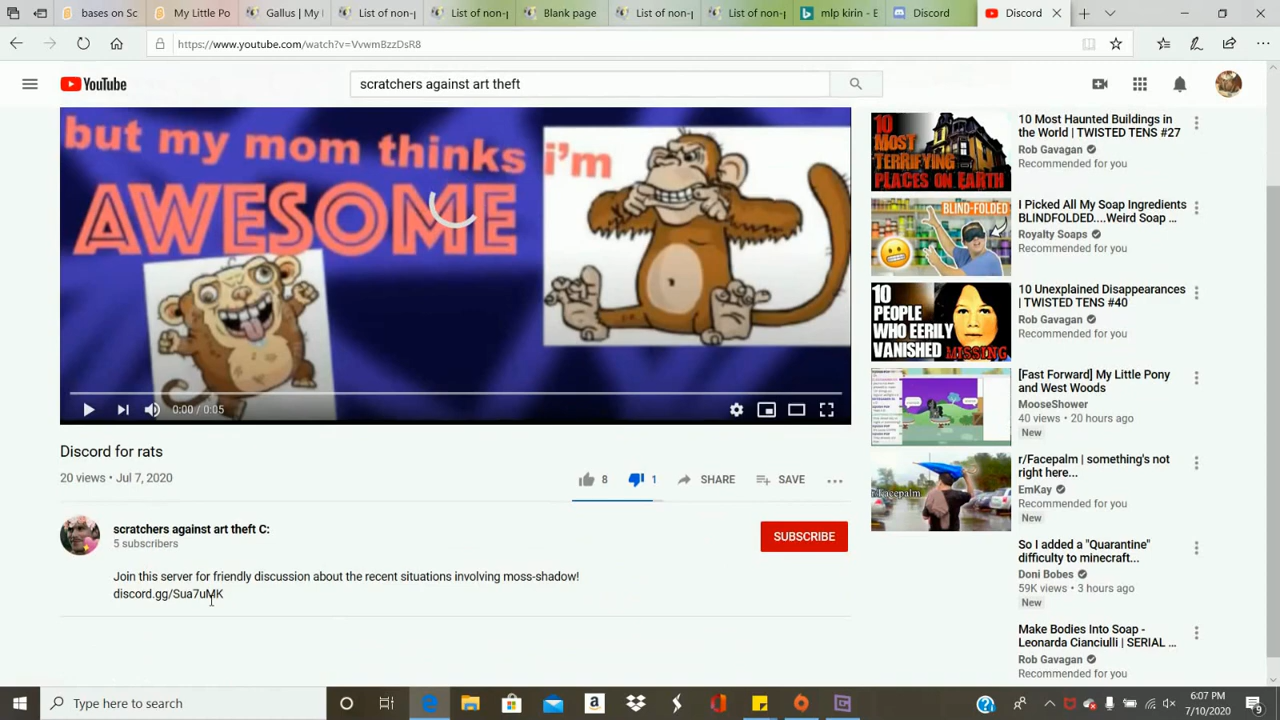 bases on Sc
My Little Po
Gallus | My I
List of non-
List of non-p
Blank page
List of non-
List of non-
mlp kirin - E
Discord
Discord
https://www.youtube.com/watch?v=VvwmBzzDsR8
YouTube
scratchers against art theft
but my mom thinks i'm
AWESOME
0:00 / 0:05
Discord for rats
20 views • Jul 7, 2020
8
1
SHARE
SAVE
scratchers against art theft C:
5 subscribers
SUBSCRIBE
Join this server for friendly discussion about the recent situations involving moss-shadow!
discord.gg/Sua7uMK
10 MOST TERRIFYING PLACES ON EARTH
10 Most Haunted Buildings in
the World | TWISTED TENS #27
Rob Gavagan
Recommended for you
BLIND-FOLDED
I Picked All My Soap Ingredients
BLINDFOLDED....Weird Soap ...
Royalty Soaps
Recommended for you
10 PEOPLE WHO EERILY VANISHED
MISSING
10 Unexplained Disappearances
| TWISTED TENS #40
Rob Gavagan
Recommended for you
[Fast Forward] My Little Pony
and West Woods
MooseShower
40 views • 20 hours ago
New
r/Facepalm
r/Facepalm | something's not
right here...
EmKay
Recommended for you
New
So I added a "Quarantine"
difficulty to minecraft...
Doni Bobes
59K views • 3 hours ago
New
Make Bodies Into Soap -
Leonarda Cianciulli | SERIAL ...
Rob Gavagan
Recommended for you
Type here to search
6:07 PM
7/10/2020
9